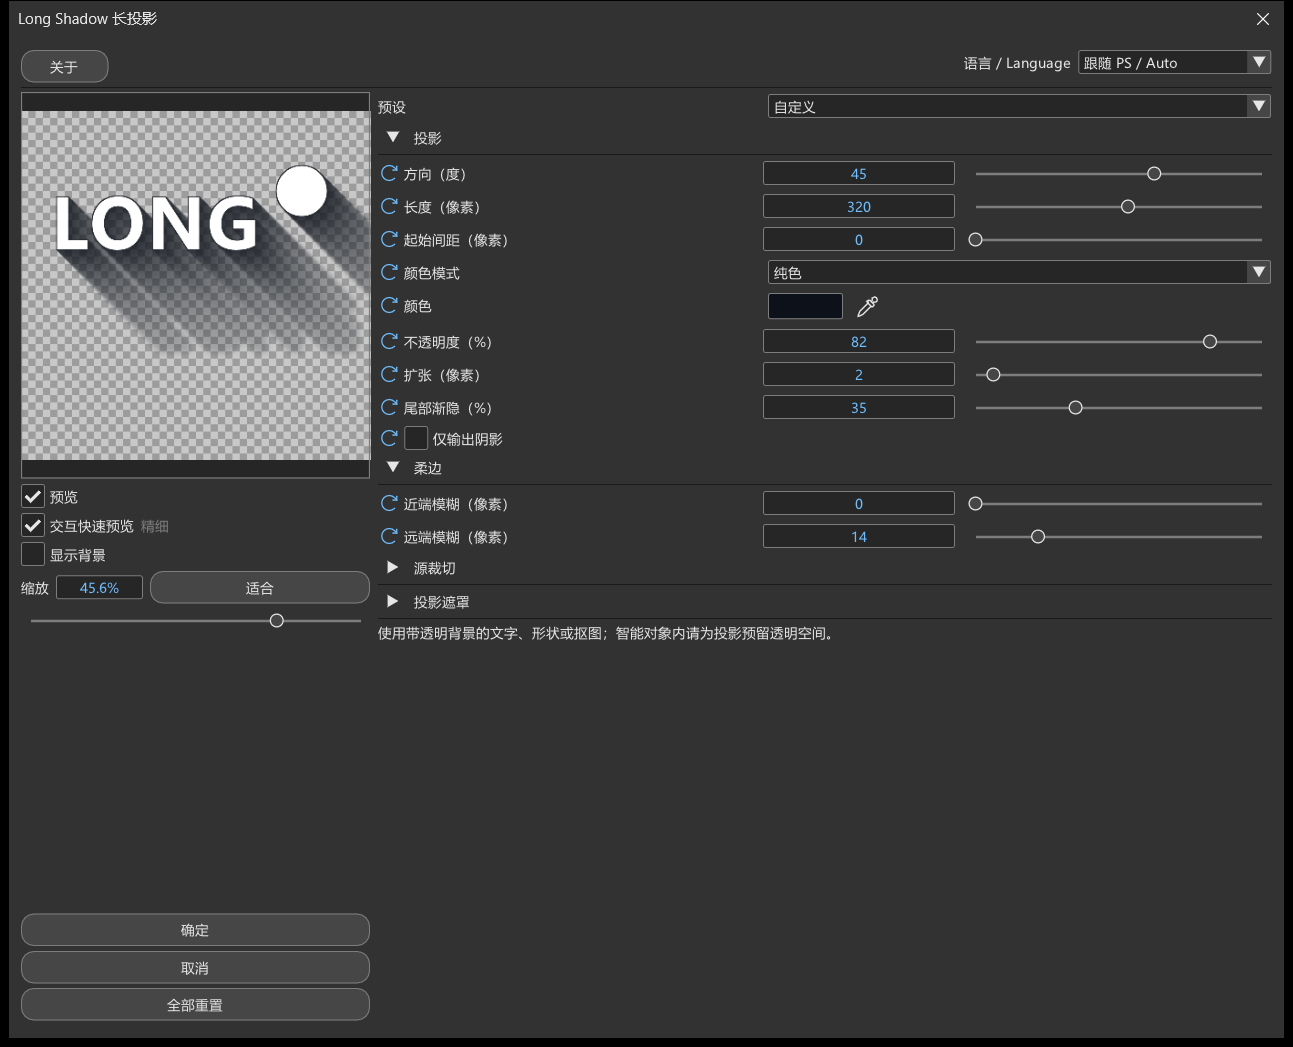 Long Shadow 长投影
关于
语言 / Language 跟随 PS / Auto
LONG
预览
交互快速预览 精细
显示背景
缩放 45.6% 适合
确定
取消
全部重置
预设 自定义
投影
方向（度） 45
长度（像素） 320
起始间距（像素） 0
颜色模式 纯色
颜色
不透明度（%） 82
扩张（像素） 2
尾部渐隐（%） 35
仅输出阴影
柔边
近端模糊（像素） 0
远端模糊（像素） 14
源裁切
投影遮罩
使用带透明背景的文字、形状或抠图；智能对象内请为投影预留透明空间。